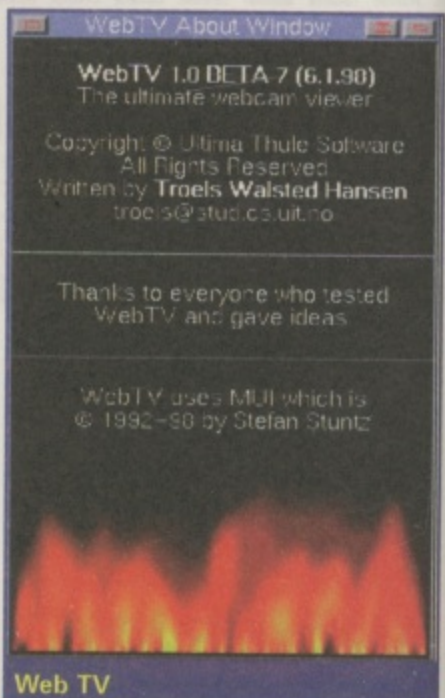 WebTV About Window
WebTV 1.0 BETA-7 (6.1.98)
The ultimate webcam viewer
Copyright © Ultima Thule Software
All Rights Reserved
Written by Troels Walsted Hansen
troels@stud.cs.uit.no
Thanks to everyone who tested
WebTV and gave ideas
WebTV uses MUI which is
© 1992-98 by Stefan Stuntz
Web TV